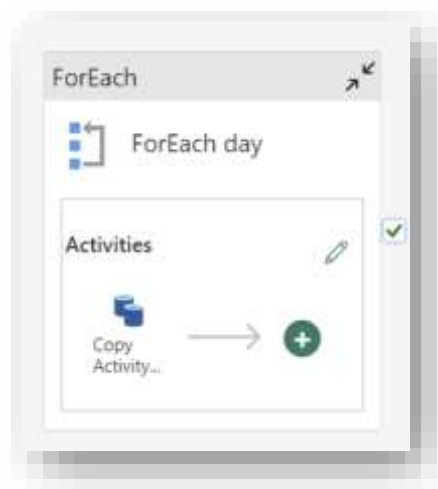 ForEach
ForEach day
Activities
Copy
Activity...